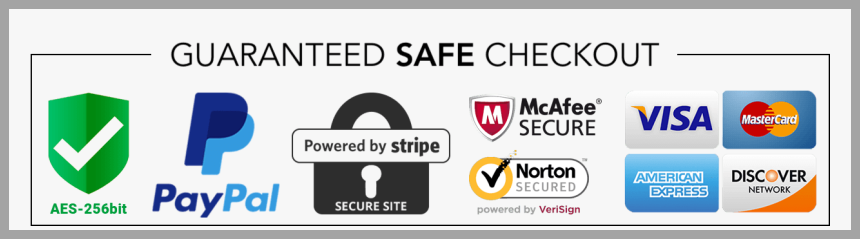 GUARANTEED SAFE CHECKOUT
AES-256bit
PayPal
Powered by stripe
SECURE SITE
McAfee®
SECURE
Norton™
SECURED
powered by VeriSign
VISA
MasterCard
AMERICAN
EXPRESS
DISCOVER
NETWORK